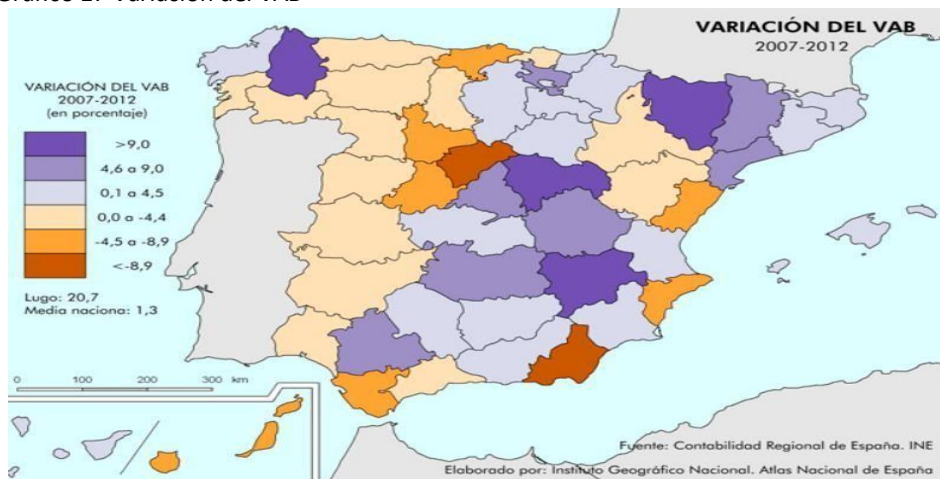 VARIACIÓN DEL VAB
2007-2012
VARIACIÓN DEL VAB
2007-2012
(en porcentaje)
>9,0
4,6 a 9,0
0,1 a 4,5
0,0 a -4,4
-4,5 a -8,9
<-8,9
Lugo: 20,7
Media naciona: 1,3
0 100 200 300 km
Fuente: Contabilidad Regional de España. INE
Elaborado por: Instituto Geográfico Nacional. Atlas Nacional de España